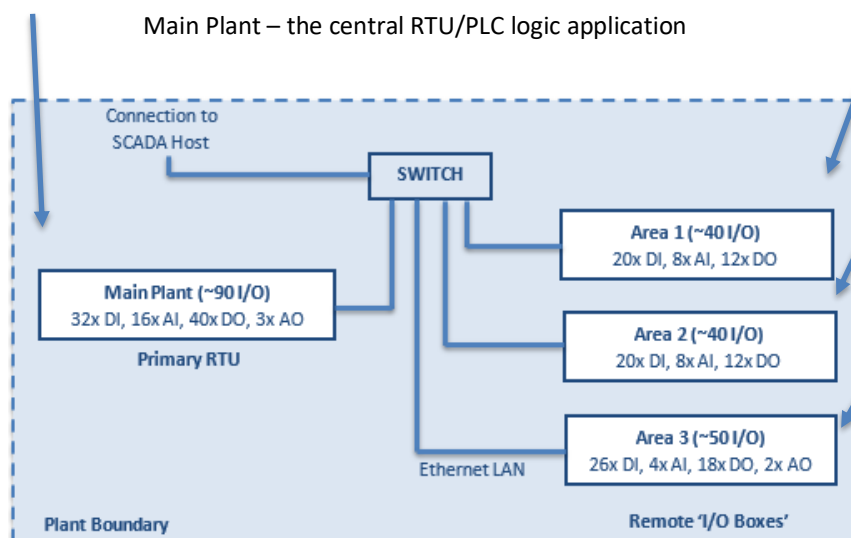 Main Plant – the central RTU/PLC logic application
Connection to
SCADA Host
SWITCH
Area 1 (~40 I/O)
20x DI, 8x AI, 12x DO
Main Plant (~90 I/O)
32x DI, 16x AI, 40x DO, 3x AO
Primary RTU
Area 2 (~40 I/O)
20x DI, 8x AI, 12x DO
Area 3 (~50 I/O)
26x DI, 4x AI, 18x DO, 2x AO
Ethernet LAN
Plant Boundary
Remote ‘I/O Boxes’